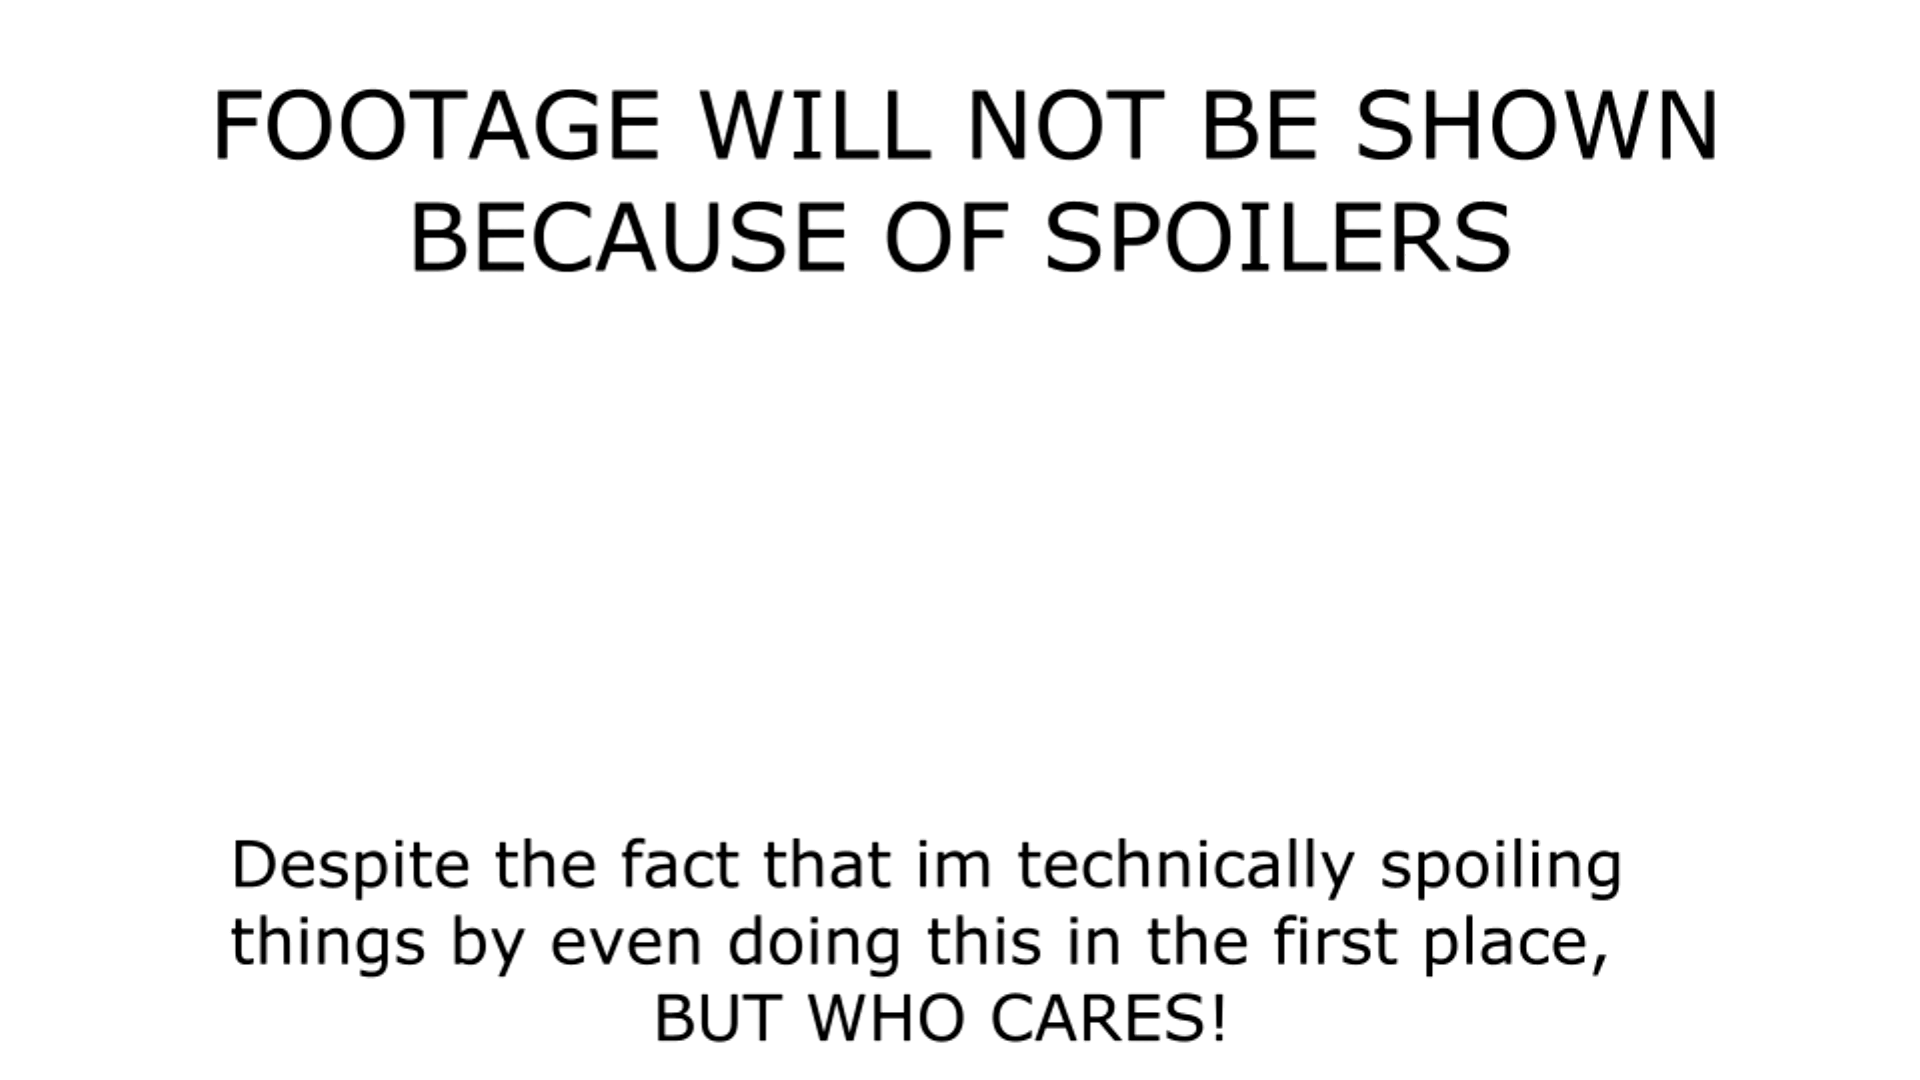 FOOTAGE WILL NOT BE SHOWN
BECAUSE OF SPOILERS
Despite the fact that im technically spoiling
things by even doing this in the first place,
BUT WHO CARES!